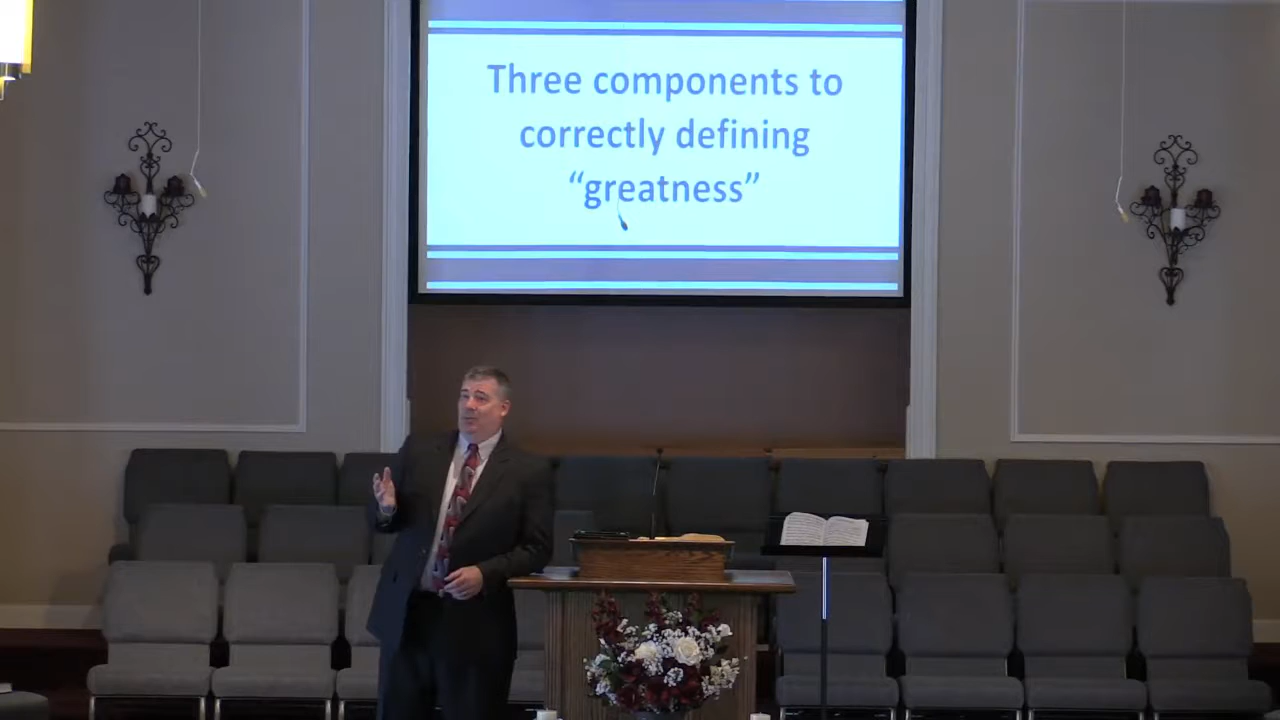 Three components to
correctly defining
“greatness”